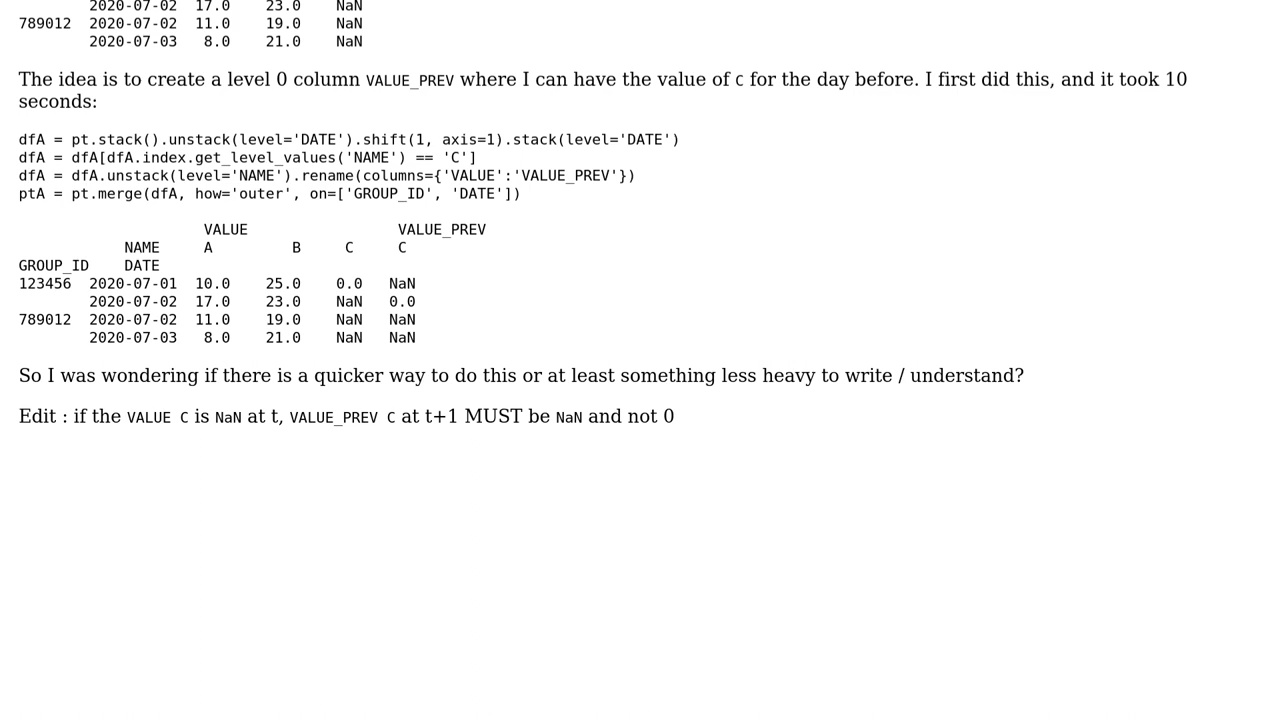 2020-07-02  17.0     23.0    NaN
789012  2020-07-02  11.0     19.0    NaN
        2020-07-03   8.0     21.0    NaN
The idea is to create a level 0 column VALUE_PREV where I can have the value of C for the day before. I first did this, and it took 10
seconds:
dfA = pt.stack().unstack(level='DATE').shift(1, axis=1).stack(level='DATE')
dfA = dfA[dfA.index.get_level_values('NAME') == 'C']
dfA = dfA.unstack(level='NAME').rename(columns={'VALUE':'VALUE_PREV'})
ptA = pt.merge(dfA, how='outer', on=['GROUP_ID', 'DATE'])
                     VALUE                 VALUE_PREV
            NAME     A         B     C     C
GROUP_ID    DATE
123456  2020-07-01  10.0     25.0    0.0   NaN
        2020-07-02  17.0     23.0    NaN   0.0
789012  2020-07-02  11.0     19.0    NaN   NaN
        2020-07-03   8.0     21.0    NaN   NaN
So I was wondering if there is a quicker way to do this or at least something less heavy to write / understand?
Edit : if the VALUE C is NaN at t, VALUE_PREV C at t+1 MUST be NaN and not 0